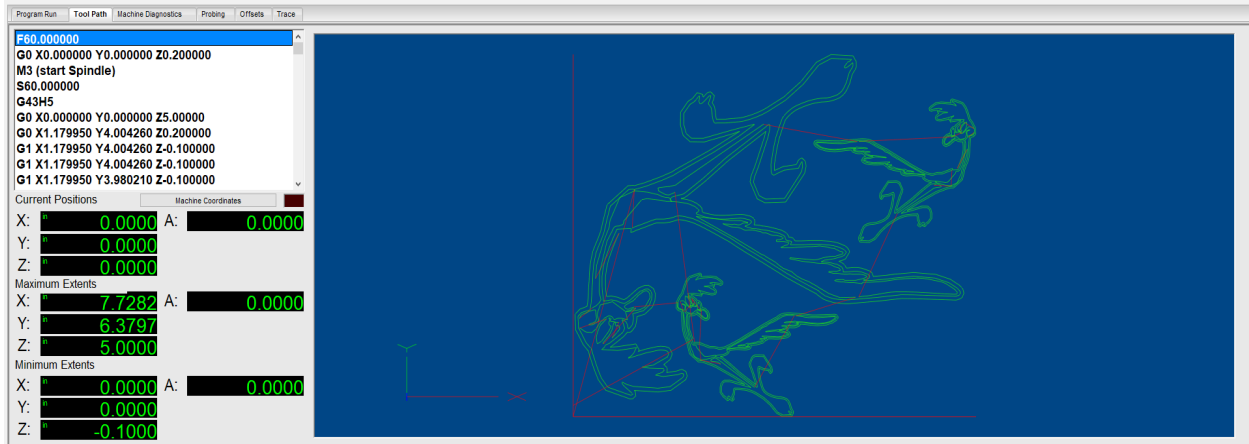 Program Run Tool Path Machine Diagnostics Probing Offsets Trace
F60.000000
G0 X0.000000 Y0.000000 Z0.200000
M3 (start Spindle)
S60.000000
G43H5
G0 X0.000000 Y0.000000 Z5.00000
G0 X1.179950 Y4.004260 Z0.200000
G1 X1.179950 Y4.004260 Z-0.100000
G1 X1.179950 Y4.004260 Z-0.100000
G1 X1.179950 Y3.980210 Z-0.100000
Current Positions Machine Coordinates
X: in 0.0000 A: 0.0000
Y: in 0.0000
Z: in 0.0000
Maximum Extents
X: in 7.7282 A: 0.0000
Y: in 6.3797
Z: in 5.0000
Minimum Extents
X: in 0.0000 A: 0.0000
Y: in 0.0000
Z: in -0.1000
Y
X